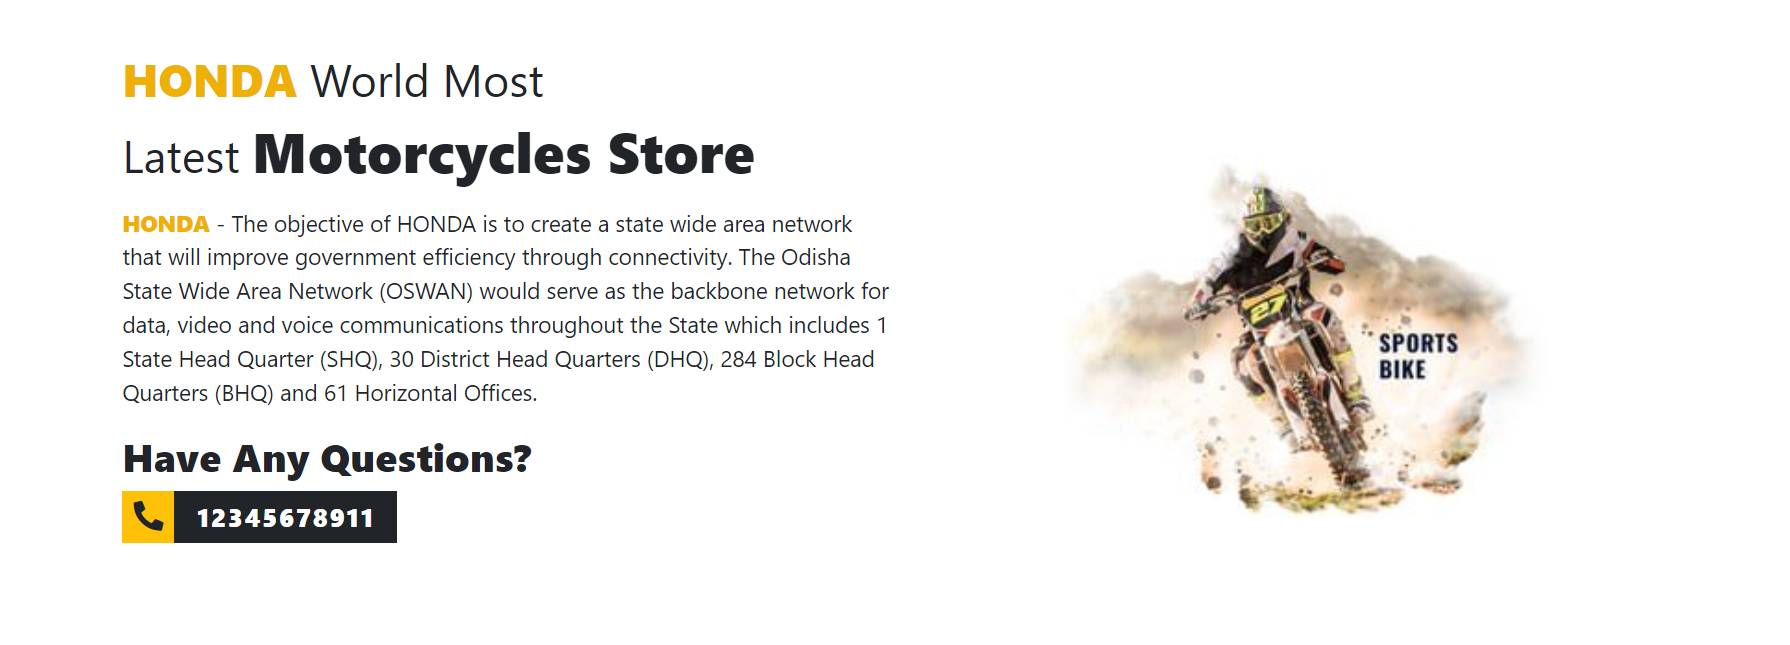 HONDA World Most
Latest Motorcycles Store
HONDA - The objective of HONDA is to create a state wide area network
that will improve government efficiency through connectivity. The Odisha
State Wide Area Network (OSWAN) would serve as the backbone network for
data, video and voice communications throughout the State which includes 1
State Head Quarter (SHQ), 30 District Head Quarters (DHQ), 284 Block Head
Quarters (BHQ) and 61 Horizontal Offices.
Have Any Questions?
12345678911
27
SPORTS
BIKE